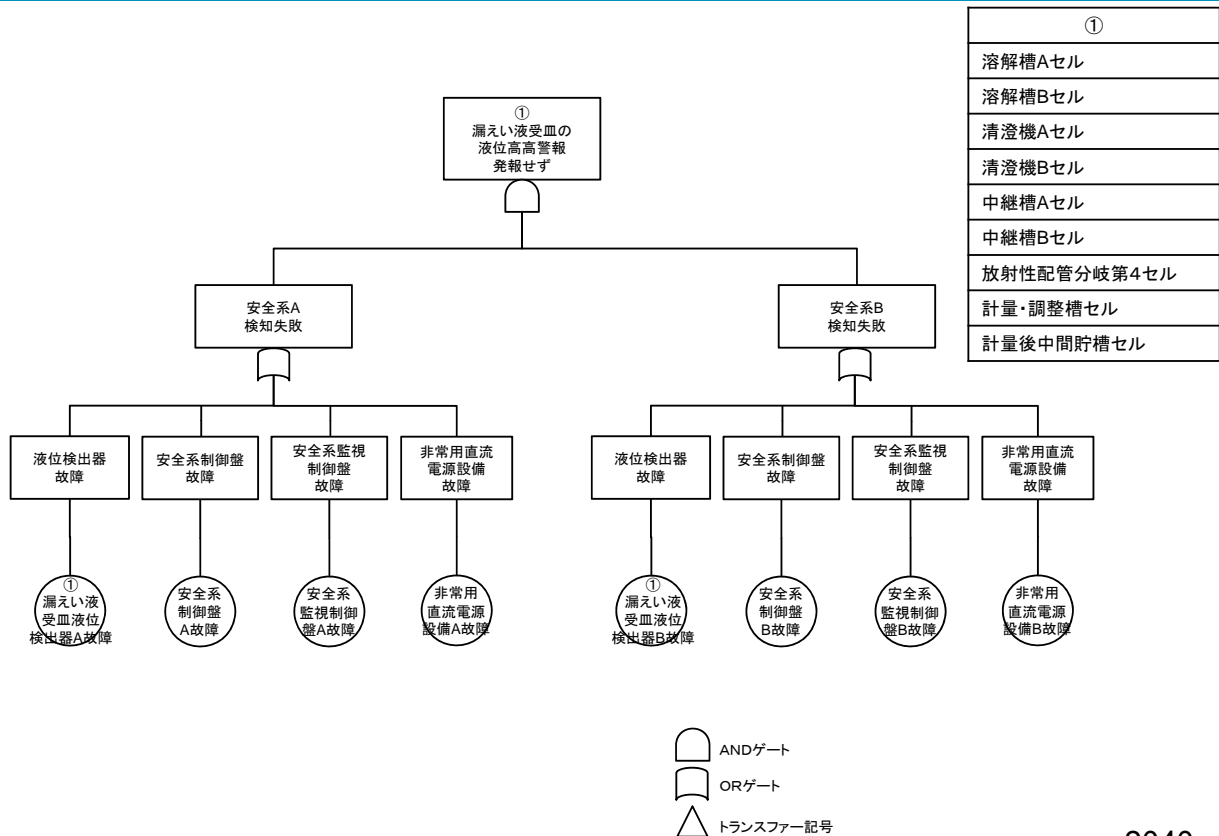 ①
漏えい液受皿の
液位高高警報
発報せず
安全系A
検知失敗
安全系B
検知失敗
液位検出器
故障
安全系制御盤
故障
安全系監視
制御盤
故障
非常用直流
電源設備
故障
液位検出器
故障
安全系制御盤
故障
安全系監視
制御盤
故障
非常用直流
電源設備
故障
①
漏えい液
受皿液位
検出器A故障
安全系
制御盤
A故障
安全系
監視制御
盤A故障
非常用
直流電源
設備A故障
①
漏えい液
受皿液位
検出器B故障
安全系
制御盤
B故障
安全系
監視制御
盤B故障
非常用
直流電源
設備B故障
①
溶解槽Aセル
溶解槽Bセル
清澄機Aセル
清澄機Bセル
中継槽Aセル
中継槽Bセル
放射性配管分岐第4セル
計量・調整槽セル
計量後中間貯槽セル
ANDゲート
ORゲート
トランスファー記号